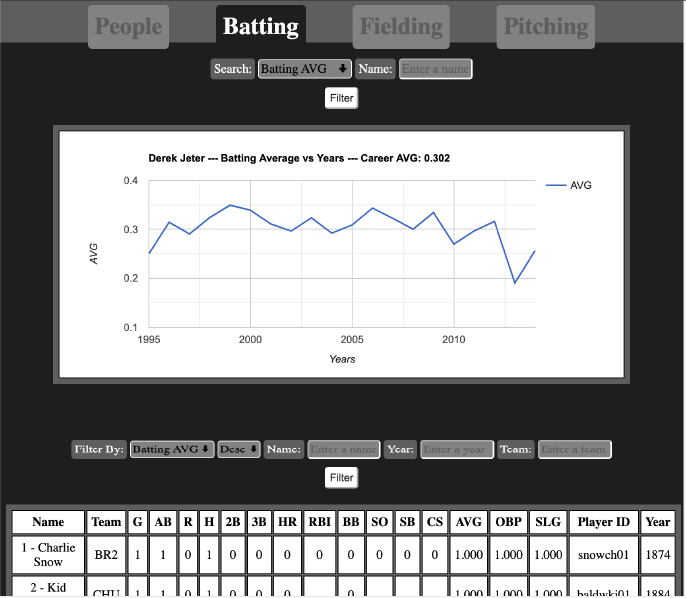 People Batting Fielding Pitching
Search: Batting AVG Name: Enter a name
Filter
Derek Jeter --- Batting Average vs Years --- Career AVG: 0.302
0.4
AVG
0.3
AVG
0.2
0.1
1995 2000 2005 2010
Years
Filter By: Batting AVG Desc Name: Enter a name Year: Enter a year Team: Enter a team
Filter
Name Team G AB R H 2B 3B HR RBI BB SO SB CS AVG OBP SLG Player ID Year
1 - Charlie
Snow BR2 1 1 0 1 0 0 0 0 0 0 0 0 1.000 1.000 1.000 snowch01 1874
2 - Kid
CHU 1 1 0 1 0 0 0 0 1.000 1.000 1.000 baldwki01 1884